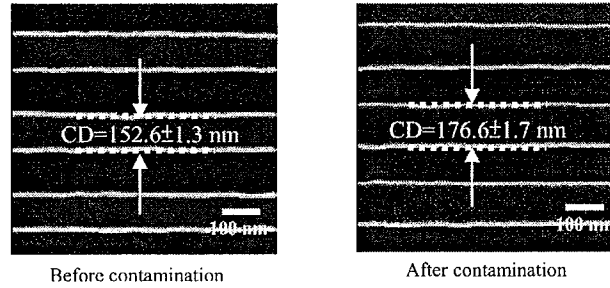 CD=152.6±1.3 nm
100 nm
Before contamination
CD=176.6±1.7 nm
100 nm
After contamination